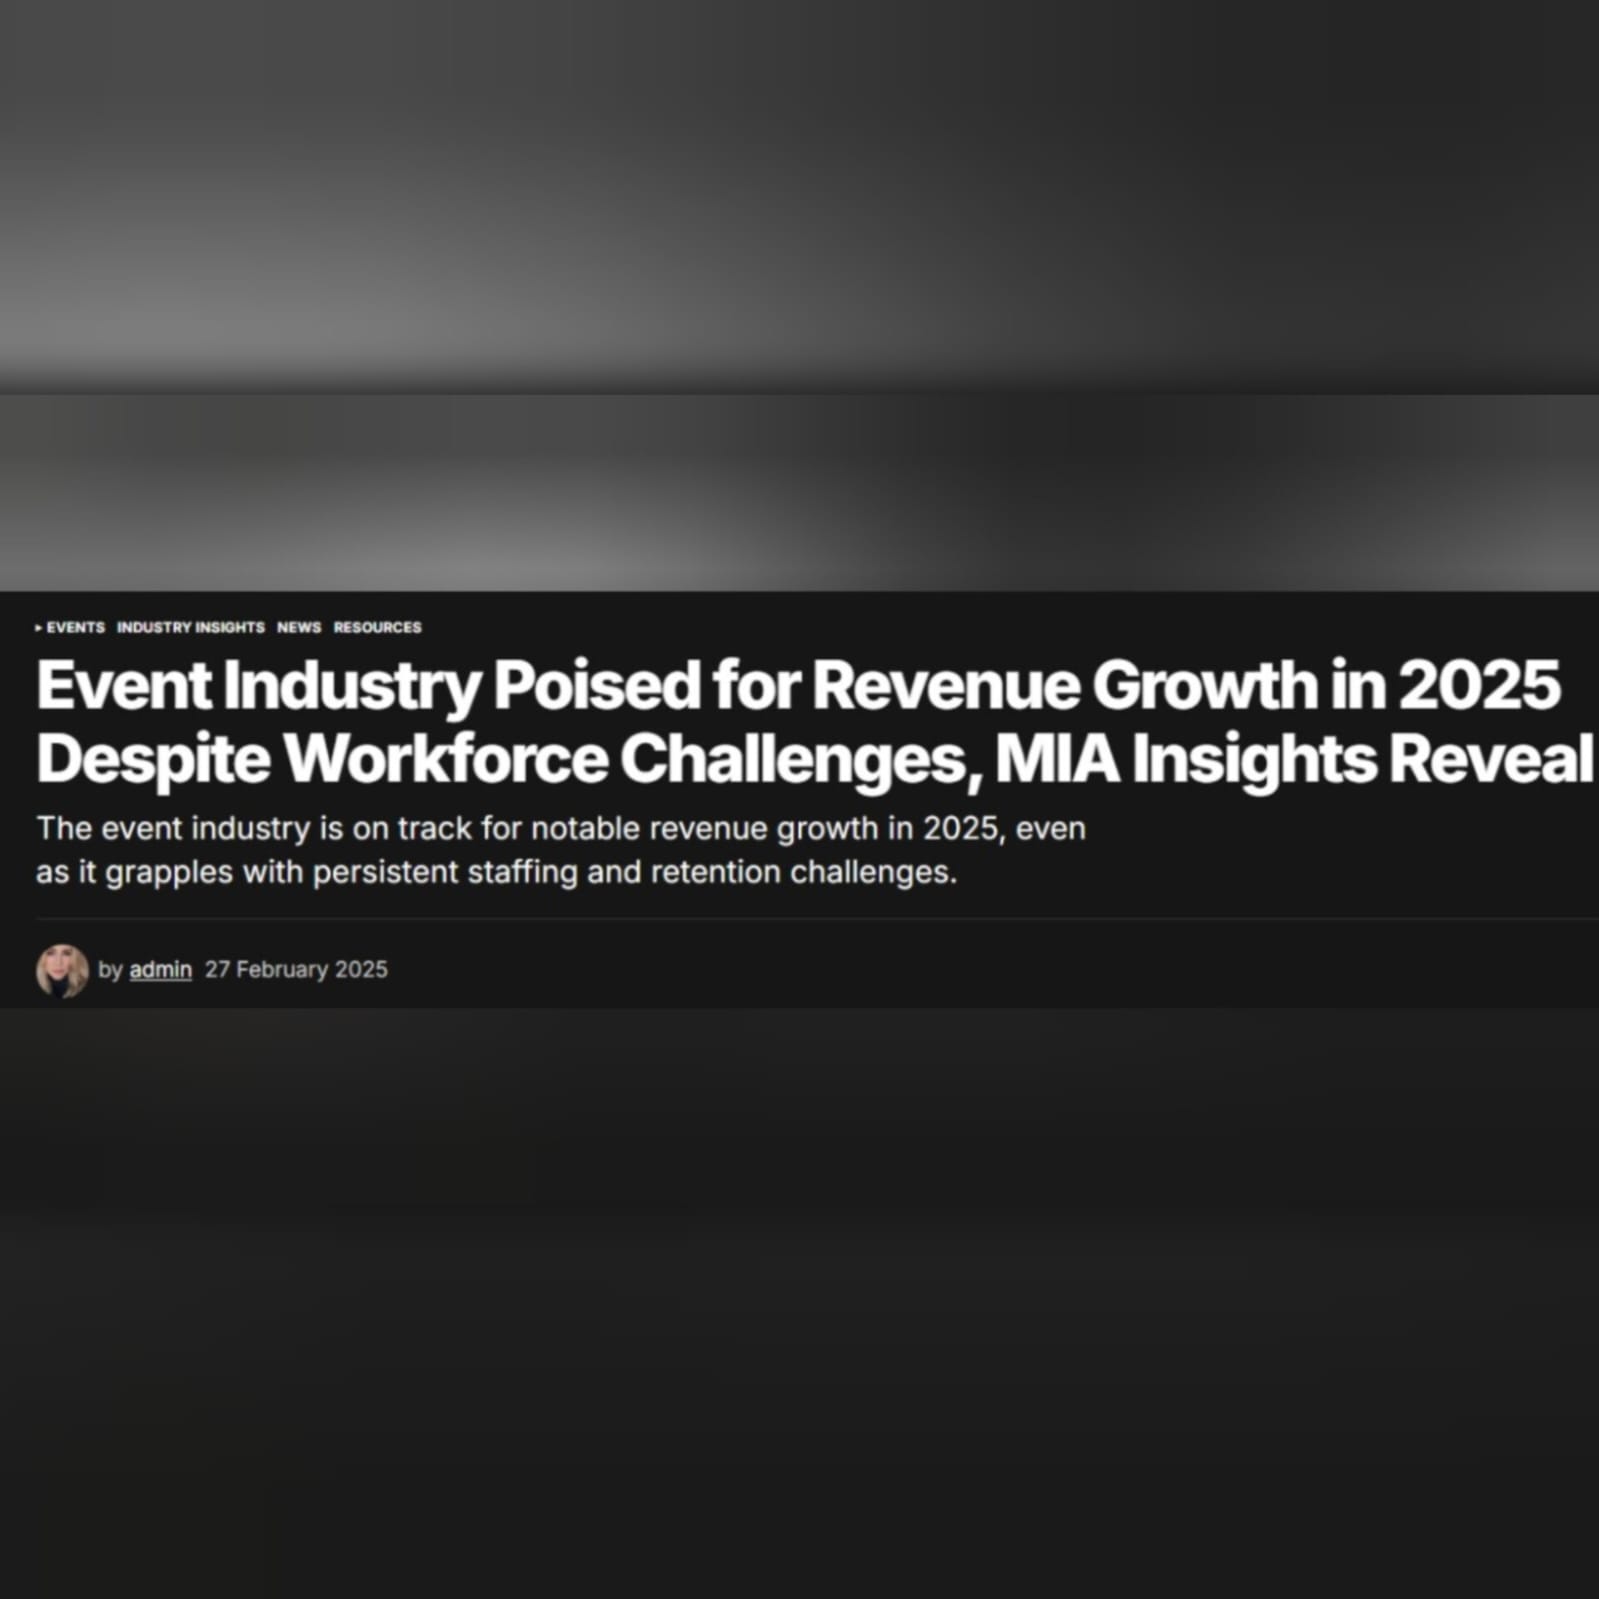 ▸ EVENTS INDUSTRY INSIGHTS NEWS RESOURCES
Event Industry Poised for Revenue Growth in 2025
Despite Workforce Challenges, MIA Insights Reveal
The event industry is on track for notable revenue growth in 2025, even
as it grapples with persistent staffing and retention challenges.
by admin 27 February 2025